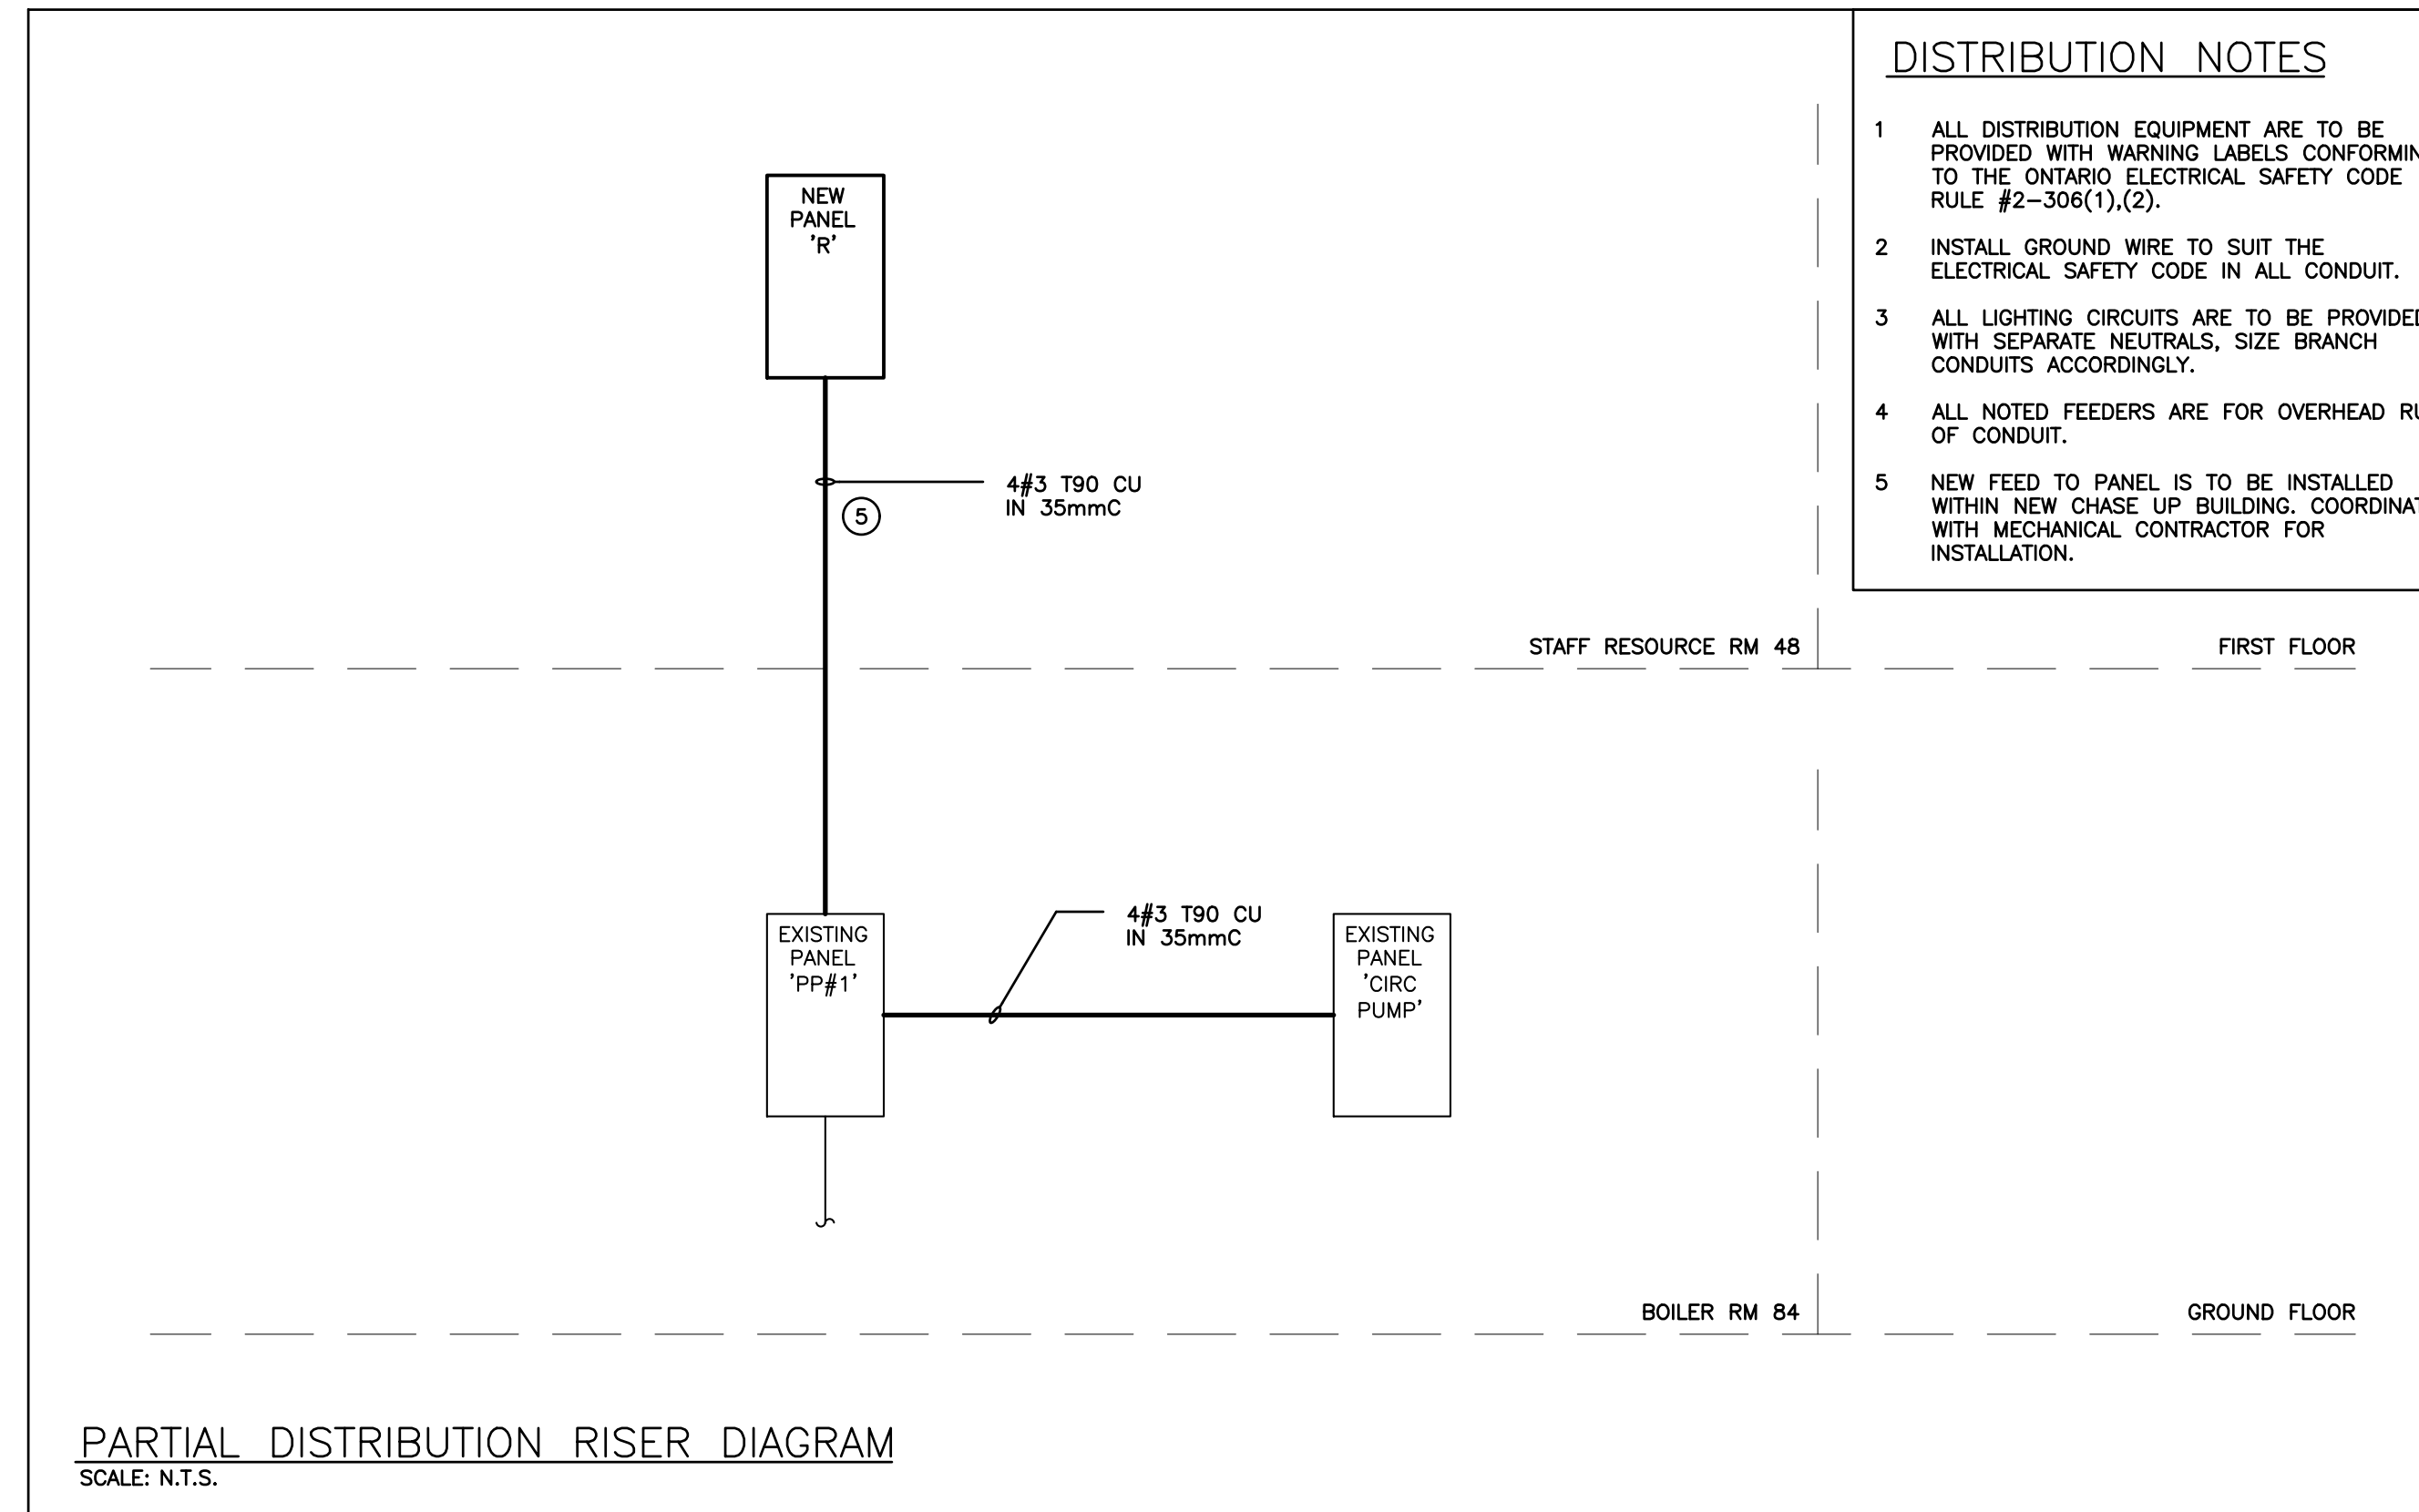 DISTRIBUTION NOTES
1 ALL DISTRIBUTION EQUIPMENT ARE TO BE
PROVIDED WITH WARNING LABELS
TO THE ONTARIO ELECTRICAL SAFETY CODE
RULE #2-306(1),(2).
2 INSTALL GROUND WIRE TO SUIT THE
ELECTRICAL SAFETY CODE IN ALL CONDUIT.
3 ALL LIGHTING CIRCUITS ARE TO BE PROVIDED
WITH SEPARATE NEUTRALS, SIZE BRANCH
CONDUITS ACCORDINGLY.
4 ALL NOTED FEEDERS ARE FOR OVERHEAD
OF CONDUIT.
5 NEW FEED TO PANEL IS TO BE INSTALLED
WITHIN NEW CHASE UP BUILDING.
WITH MECHANICAL CONTRACTOR FOR
INSTALLATION.
NEW
PANEL
'R'
4#3 T90 CU
IN 35mmC
5
STAFF RESOURCE RM 48
FIRST FLOOR
EXISTING
PANEL
'PP#1'
4#3 T90 CU
IN 35mmC
EXISTING
PANEL
'CIRC
PUMP'
BOILER RM 84
GROUND FLOOR
PARTIAL DISTRIBUTION RISER DIAGRAM
SCALE: N.T.S.